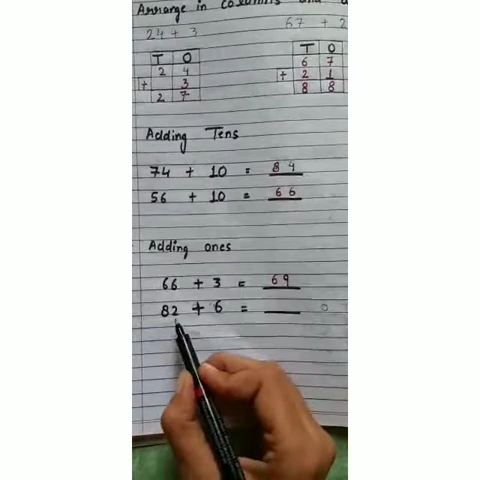 Arrange in columns and
24 + 3
67 + 2
T O
2 4
+ 3
2 7
T O
6 7
+ 2 1
8 8
Adding Tens
74 + 10 = 84
56 + 10 = 66
Adding ones
66 + 3 = 69
82 + 6 = ___